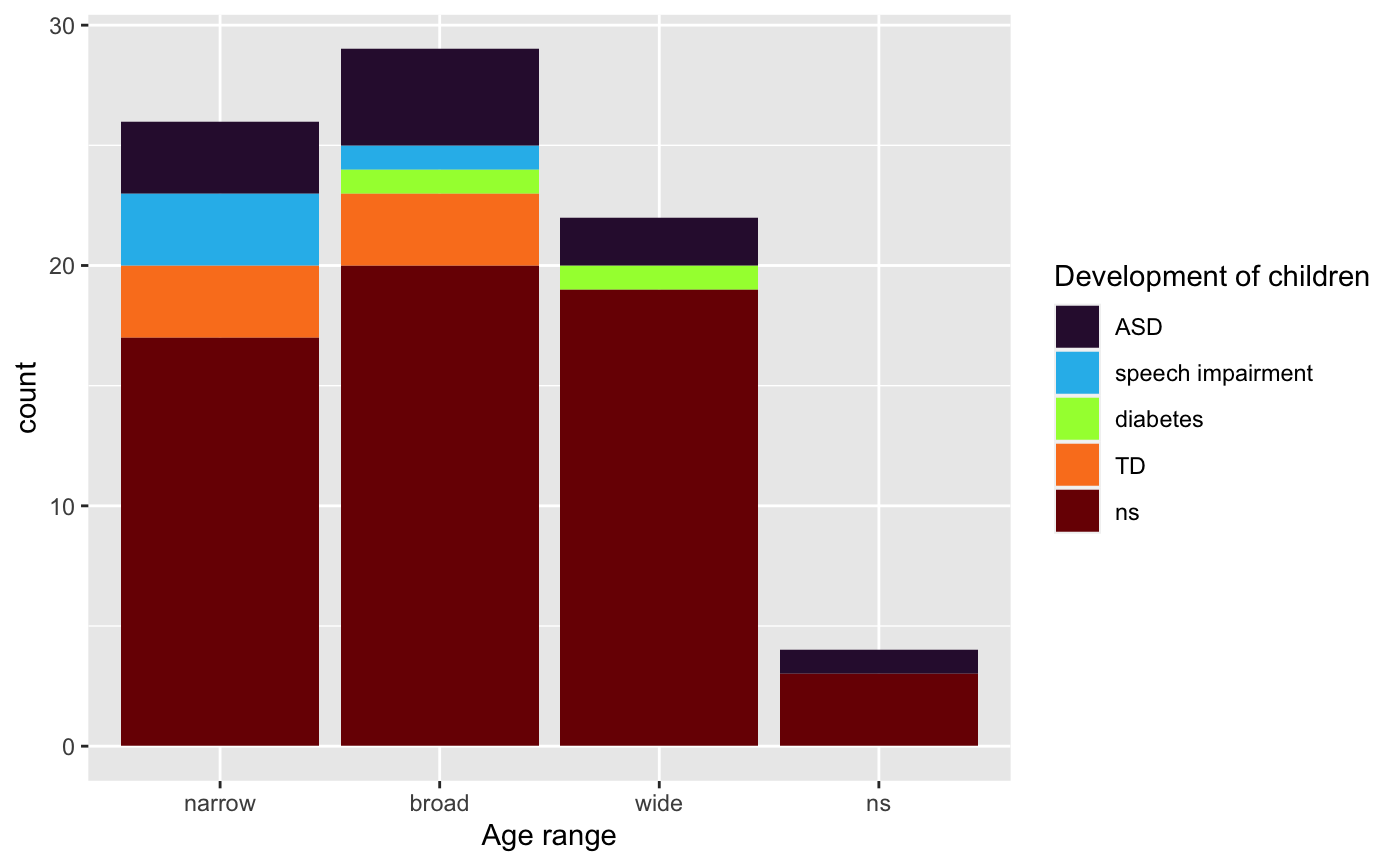 30
20
10
0
count
narrow broad wide ns
Age range
Development of children
ASD
speech impairment
diabetes
TD
ns